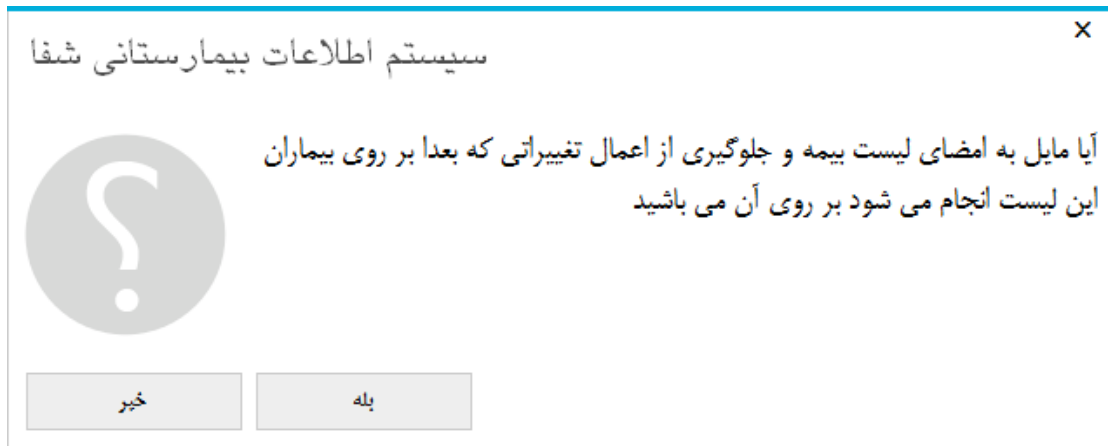 ×
سیستم اطلاعات بیمارستانی شفا
آیا مایل به امضای لیست بیمه و جلوگیری از اعمال تغییراتی که بعدا بر روی بیماران
این لیست انجام می شود بر روی آن می باشید
؟
بله
خیر